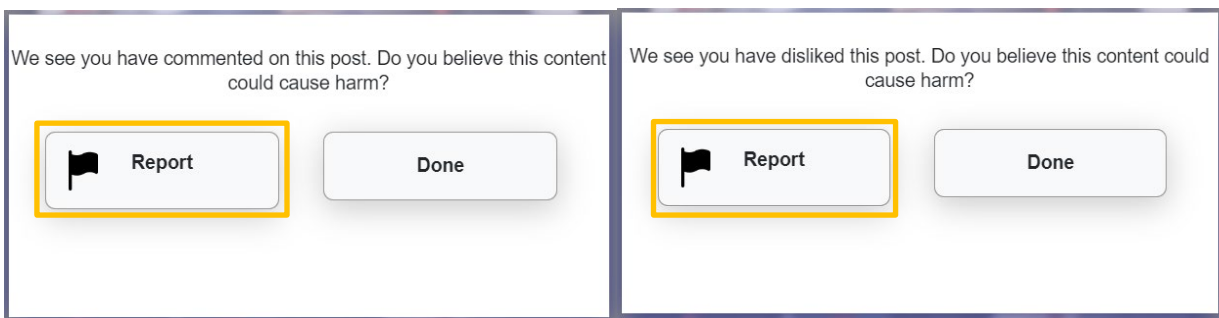 We see you have commented on this post. Do you believe this content
could cause harm?
Report
Done
We see you have disliked this post. Do you believe this content could
cause harm?
Report
Done